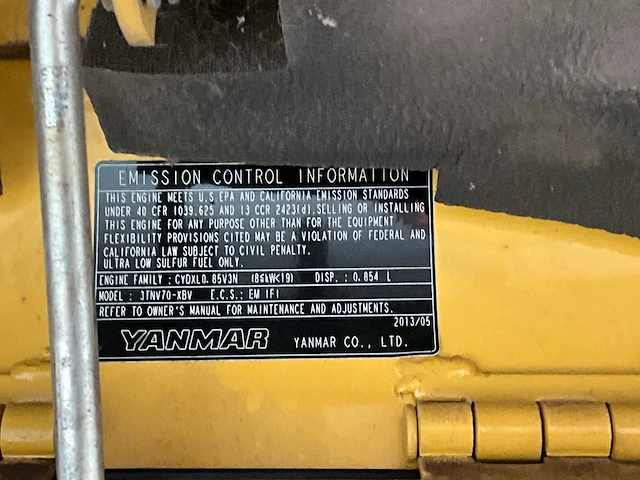 EMISSION CONTROL INFORMATION
THIS ENGINE MEETS U.S.EPA AND CALIFORNIA EMISSION STANDARDS
UNDER 40 CFR 1039.625 AND 13 CCR 2423(d).SELLING OR INSTALLING
THIS ENGINE FOR ANY PURPOSE OTHER THAN FOR THE EQUIPMENT
FLEXIBILITY PROVISIONS CITED MAY BE A VIOLATION OF FEDERAL AND
CALIFORNIA LAW SUBJECT TO CIVIL PENALTY.
ULTRA LOW SULFUR FUEL ONLY.
ENGINE FAMILY : CYDXL0.85V3N (8≤kW<19) DISP. : 0.854 L
MODEL : 3TNV70-XBV E.C.S.: EM IFI
REFER TO OWNER'S MANUAL FOR MAINTENANCE AND ADJUSTMENTS.
2013/05
YANMAR YANMAR CO., LTD.